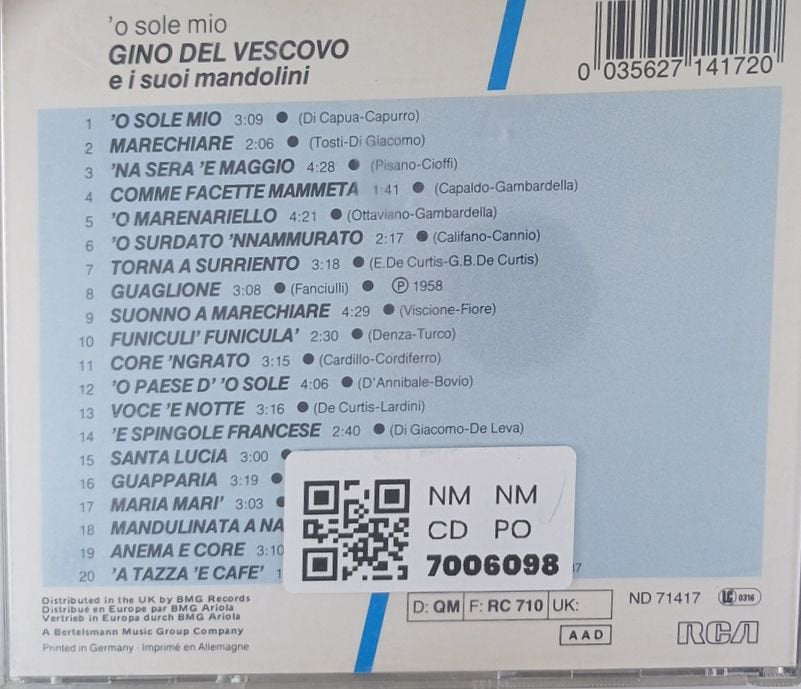 'o sole mio
GINO DEL VESCOVO
e i suoi mandolini
0 035627 141720
1 'O SOLE MIO 3:09 ● (Di Capua-Capurro)
2 MARECHIARE 2:06 ● (Tosti-Di Giacomo)
3 'NA SERA 'E MAGGIO 4:28 ● (Pisano-Cioffi)
4 COMME FACETTE MAMMETA 1:41 ● (Capaldo-Gambardella)
5 'O MARENARIELLO 4:21 ● (Ottaviano-Gambardella)
6 'O SURDATO 'NNAMMURATO 2:17 ● (Califano-Cannio)
7 TORNA A SURRIENTO 3:18 ● (E.De Curtis-G.B.De Curtis)
8 GUAGLIONE 3:08 ● (Fanciulli) ● Ⓟ 1958
9 SUONNO A MARECHIARE 4:29 ● (Viscione-Fiore)
10 FUNICULI' FUNICULA' 2:30 ● (Denza-Turco)
11 CORE 'NGRATO 3:15 ● (Cardillo-Cordiferro)
12 'O PAESE D' 'O SOLE 4:06 ● (D'Annibale-Bovio)
13 VOCE 'E NOTTE 3:16 ● (De Curtis-Lardini)
14 'E SPINGOLE FRANCESE 2:40 ● (Di Giacomo-De Leva)
15 SANTA LUCIA 3:00 ●
16 GUAPPARIA 3:19 ●
17 MARIA MARI' 3:03 ●
18 MANDULINATA A NA
19 ANEMA E CORE 3:10
20 'A TAZZA 'E CAFE' 1
NM NM
CD PO
7006098
Distributed in the UK by BMG Records
Distribué en Europe par BMG Ariola
Vertrieb in Europa durch BMG Ariola
A Bertelsmann Music Group Company
Printed in Germany · Imprimé en Allemagne
D: QM F: RC 710 UK:
AAD
ND 71417 LC 0316
RCA